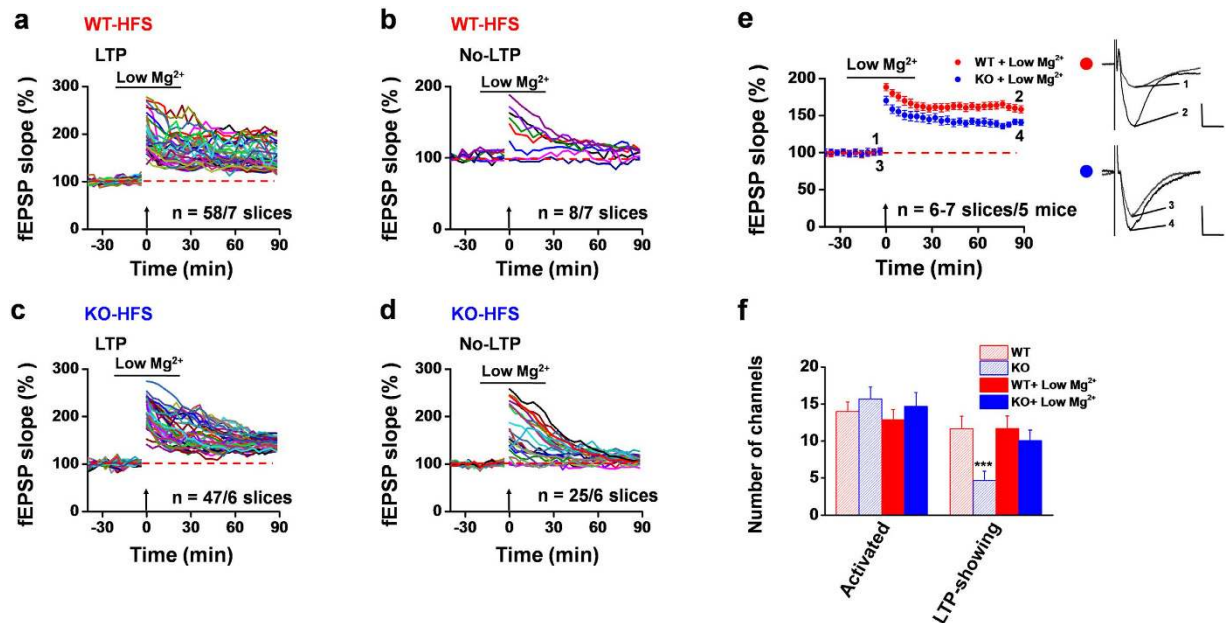 a
WT-HFS
LTP
Low Mg²⁺
fEPSP slope (%)
300
200
100
0
-30 0 30 60 90
Time (min)
n = 58/7 slices
b
WT-HFS
No-LTP
Low Mg²⁺
fEPSP slope (%)
300
200
100
0
-30 0 30 60 90
Time (min)
n = 8/7 slices
e
Low Mg²⁺
WT + Low Mg²⁺
KO + Low Mg²⁺
fEPSP slope (%)
200
150
100
50
0
1
3
2
4
-30 0 30 60 90
Time (min)
n = 6-7 slices/5 mice
1
2
3
4
c
KO-HFS
LTP
Low Mg²⁺
fEPSP slope (%)
300
200
100
0
-30 0 30 60 90
Time (min)
n = 47/6 slices
d
KO-HFS
No-LTP
Low Mg²⁺
fEPSP slope (%)
300
200
100
0
-30 0 30 60 90
Time (min)
n = 25/6 slices
f
WT
KO
WT+ Low Mg²⁺
KO+ Low Mg²⁺
Number of channels
20
15
10
5
0
***
Activated
LTP-showing